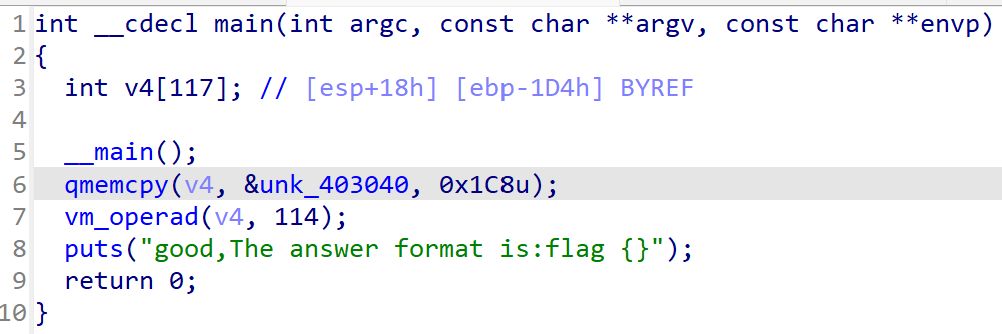 1 int __cdecl main(int argc, const char **argv, const char **envp)
2 {
3   int v4[117]; // [esp+18h] [ebp-1D4h] BYREF
4
5   __main();
6   qmemcpy(v4, &unk_403040, 0x1C8u);
7   vm_operad(v4, 114);
8   puts("good,The answer format is:flag {}");
9   return 0;
10 }